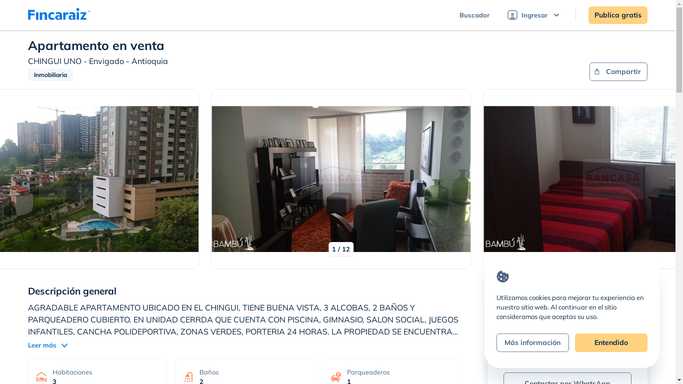 Fincaraiz
Buscador
Ingresar
Publica gratis
Apartamento en venta
CHINGUI UNO - Envigado - Antioquia
Inmobiliaria
Compartir
BAMBÚ
BANCASA
BAMBÚ
1 / 12
Descripción general
AGRADABLE APARTAMENTO UBICADO EN EL CHINGUI, TIENE BUENA VISTA, 3 ALCOBAS, 2 BAÑOS Y
PARQUEADERO CUBIERTO, EN UNIDAD CERRDA QUE CUENTA CON PISCINA, GIMNASIO, SALON SOCIAL, JUEGOS
INFANTILES, CANCHA POLIDEPORTIVA, ZONAS VERDES, PORTERIA 24 HORAS. LA PROPIEDAD SE ENCUENTRA...
Leer más
Habitaciones
3
Baños
2
Parqueaderos
1
Utilizamos cookies para mejorar tu experiencia en
nuestro sitio web. Al continuar en el sitio
consideramos que aceptas su uso.
Más información
Entendido
Contactar por WhatsApp